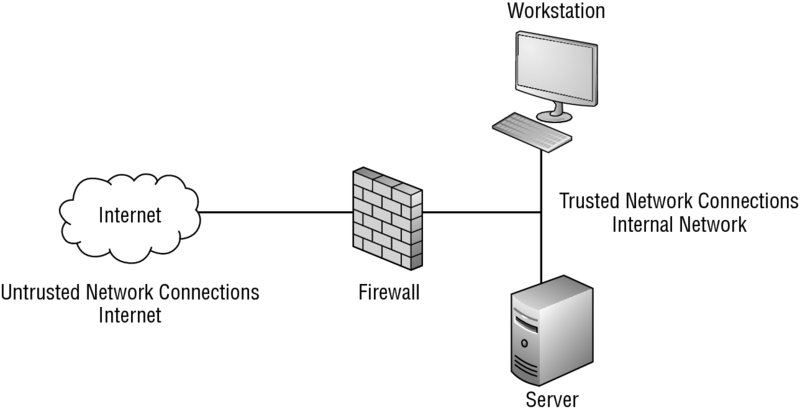 Workstation
Internet
Trusted Network Connections
Internal Network
Untrusted Network Connections
Internet
Firewall
Server